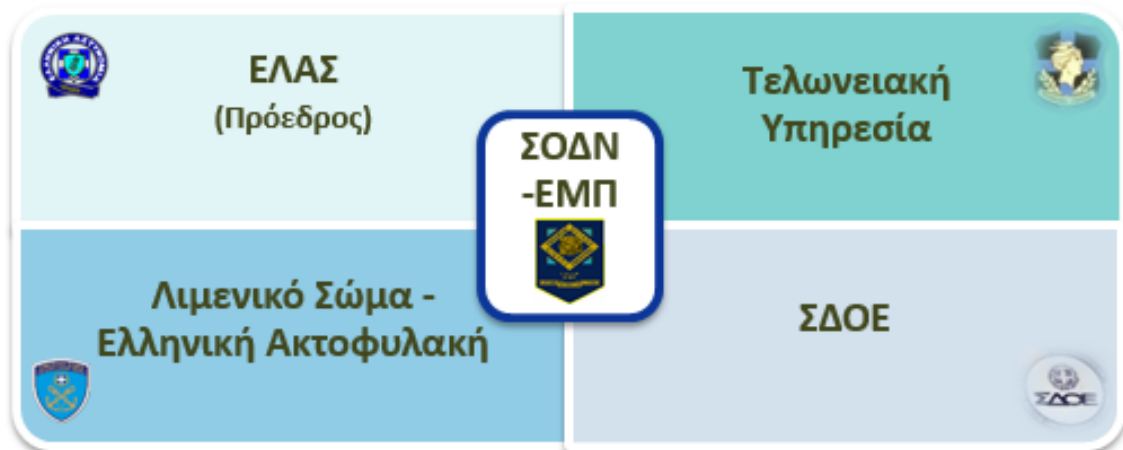 ΕΛΑΣ
(Πρόεδρος)
Τελωνειακή
Υπηρεσία
ΣΟΔΝ
-ΕΜΠ
Λιμενικό Σώμα -
Ελληνική Ακτοφυλακή
ΣΔΟΕ
ΣΔΟΕ